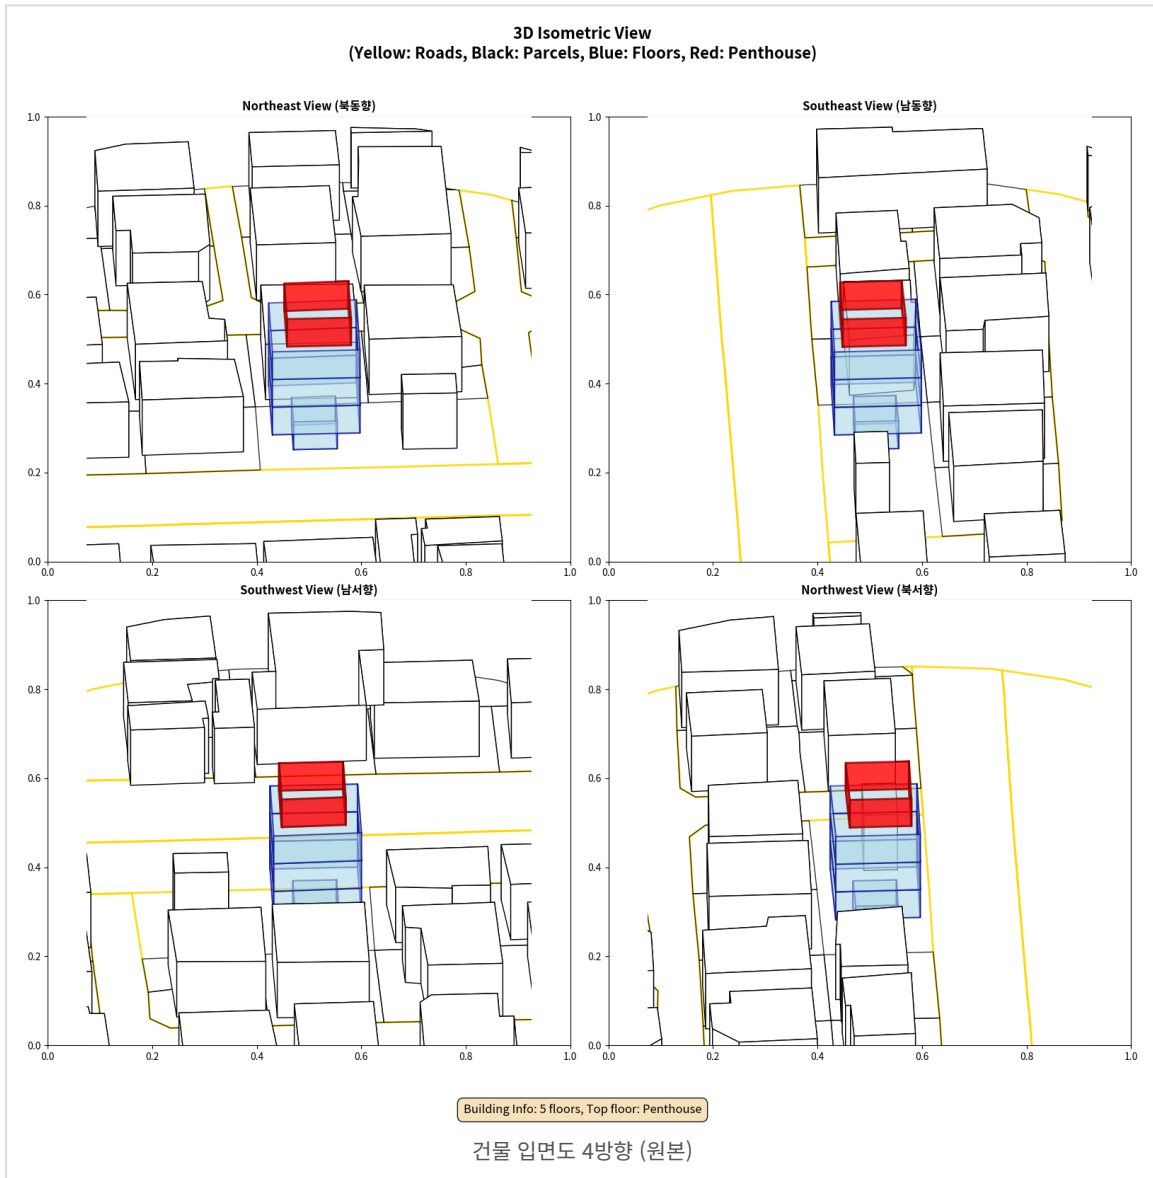 3D Isometric View
(Yellow: Roads, Black: Parcels, Blue: Floors, Red: Penthouse)
Northeast View (북동향)
1.0
0.8
0.6
0.4
0.2
0.0
0.0 0.2 0.4 0.6 0.8 1.0
Southeast View (남동향)
1.0
0.8
0.6
0.4
0.2
0.0
0.0 0.2 0.4 0.6 0.8 1.0
Southwest View (남서향)
1.0
0.8
0.6
0.4
0.2
0.0
0.0 0.2 0.4 0.6 0.8 1.0
Northwest View (북서향)
1.0
0.8
0.6
0.4
0.2
0.0
0.0 0.2 0.4 0.6 0.8 1.0
Building Info: 5 floors, Top floor: Penthouse
건물 입면도 4방향 (원본)